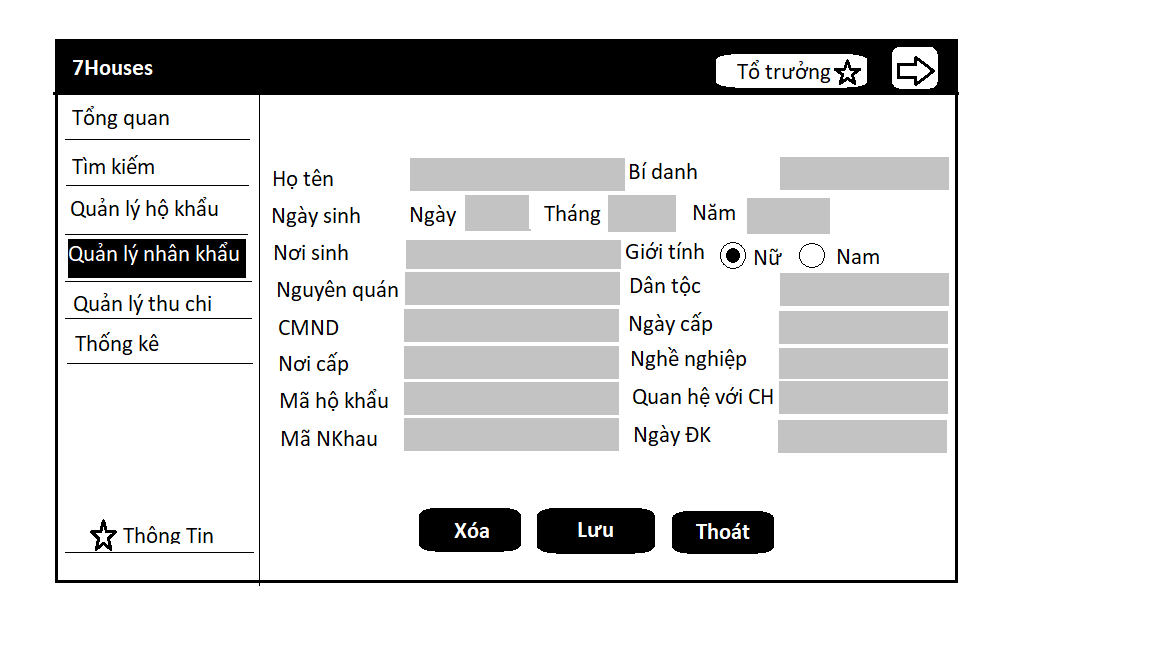 7Houses
Tổ trưởng
Tổng quan
Tìm kiếm
Quản lý hộ khẩu
Quản lý nhân khẩu
Quản lý thu chi
Thống kê
Thông Tin
Họ tên Bí danh
Ngày sinh Ngày Tháng Năm
Nơi sinh Giới tính Nữ Nam
Nguyên quán Dân tộc
CMND Ngày cấp
Nơi cấp Nghề nghiệp
Mã hộ khẩu Quan hệ với CH
Mã NKhau Ngày ĐK
Xóa Lưu Thoát